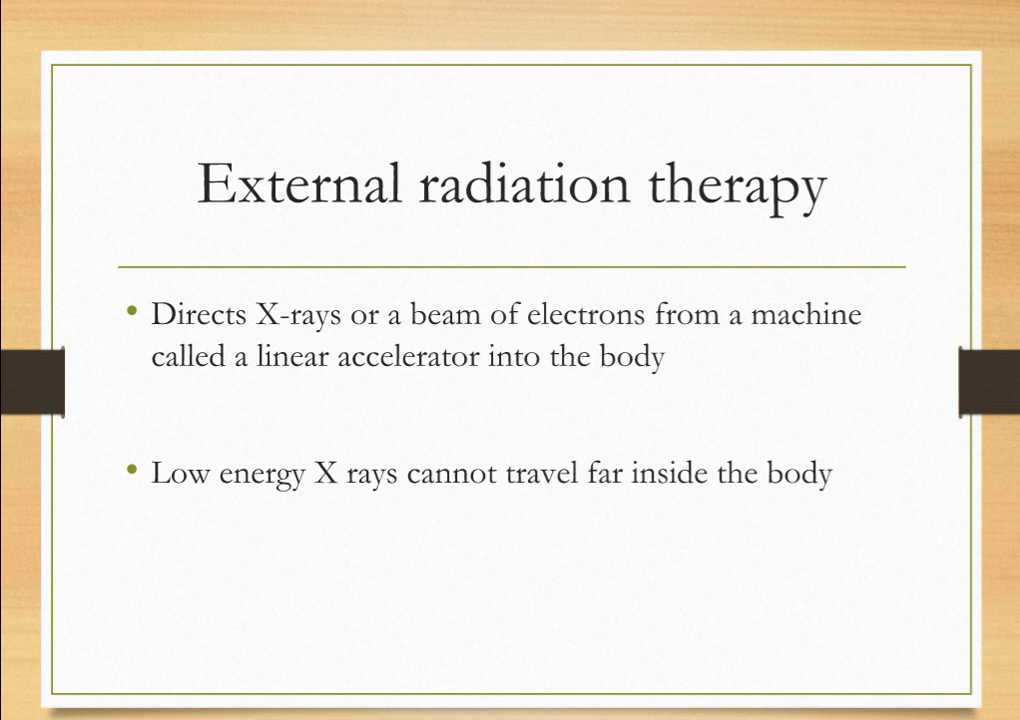 External radiation therapy
• Directs X-rays or a beam of electrons from a machine
called a linear accelerator into the body
• Low energy X rays cannot travel far inside the body